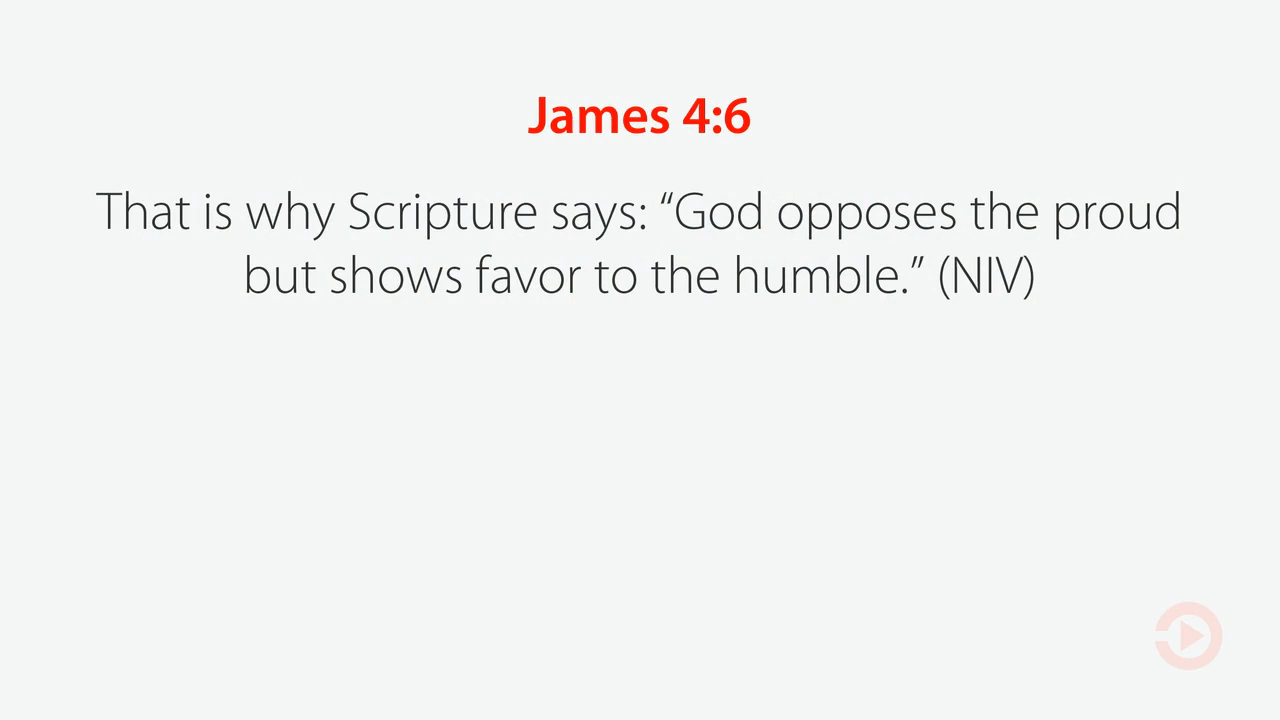 James 4:6
That is why Scripture says: “God opposes the proud
but shows favor to the humble.” (NIV)